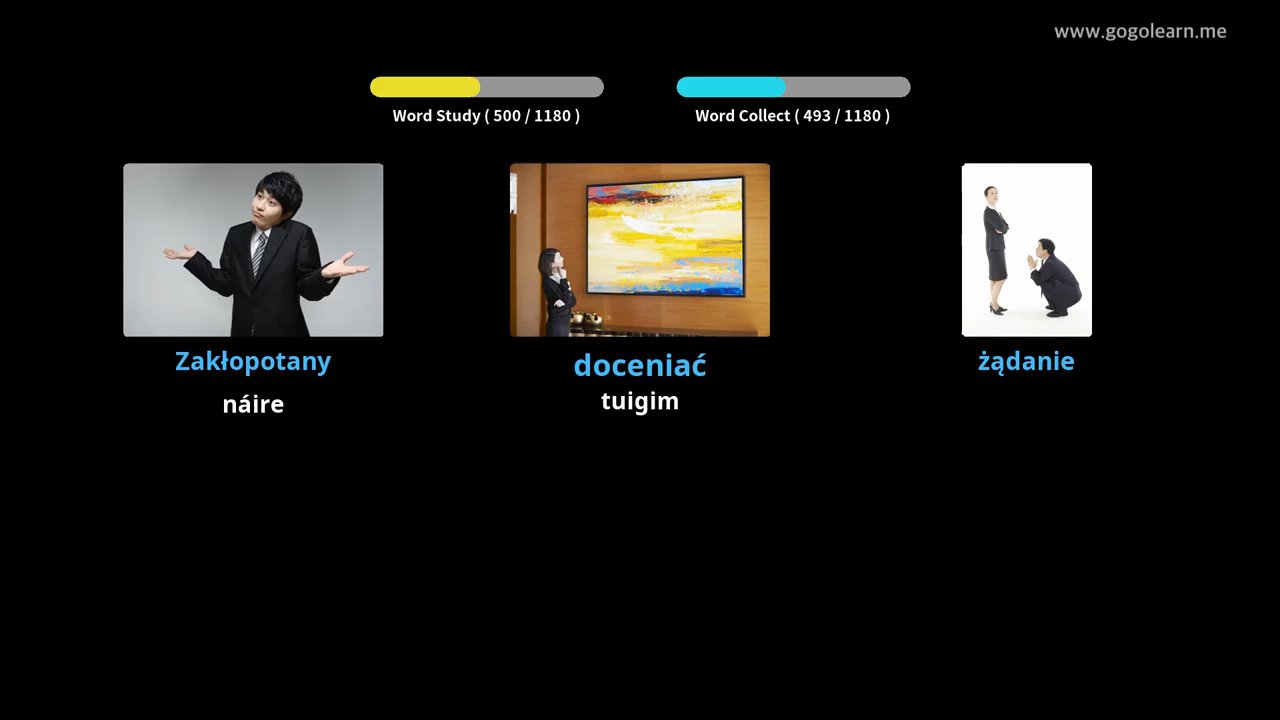 www.gogolearn.me
Word Study ( 500 / 1180 )
Word Collect ( 493 / 1180 )
Zakłopotany
náire
doceniać
tuigim
żądanie